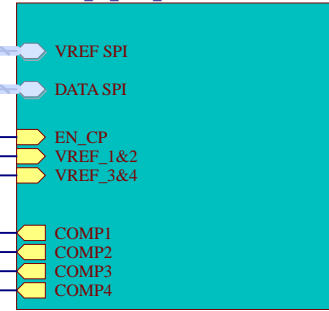 VREF SPI
DATA SPI
EN_CP
VREF_1&2
VREF_3&4
COMP1
COMP2
COMP3
COMP4